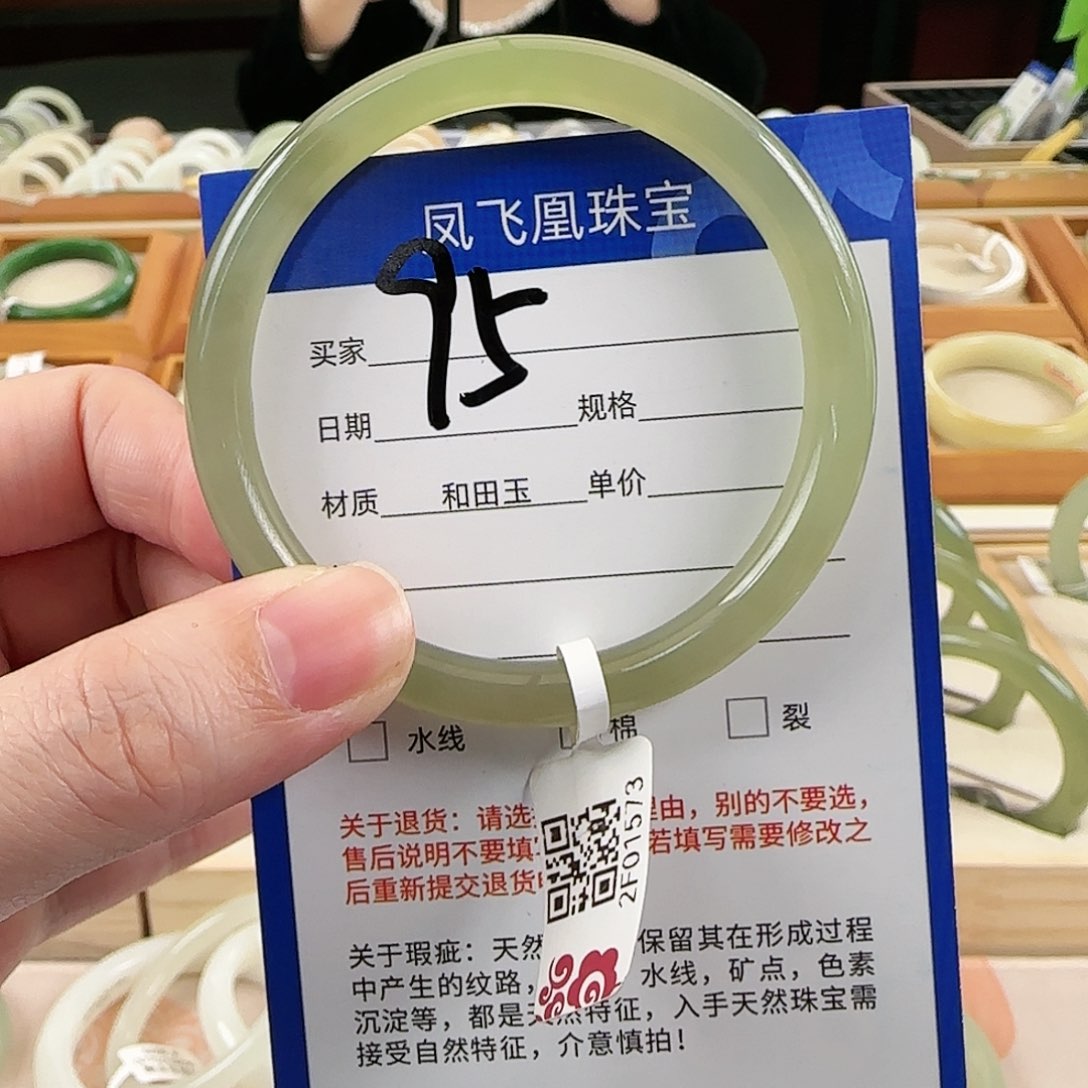 凤飞凰珠宝
95
买家
日期 规格
材质 和田玉 单价
水线 棉 裂
关于退货：请选 理由，别的不要选，
售后说明不要填 若填写需要修改之
后重新提交退货
关于瑕疵：天然 保留其在形成过程
中产生的纹路， 水线，矿点，色素
沉淀等，都是天然特征，入手天然珠宝需
接受自然特征，介意慎拍！
2F01573